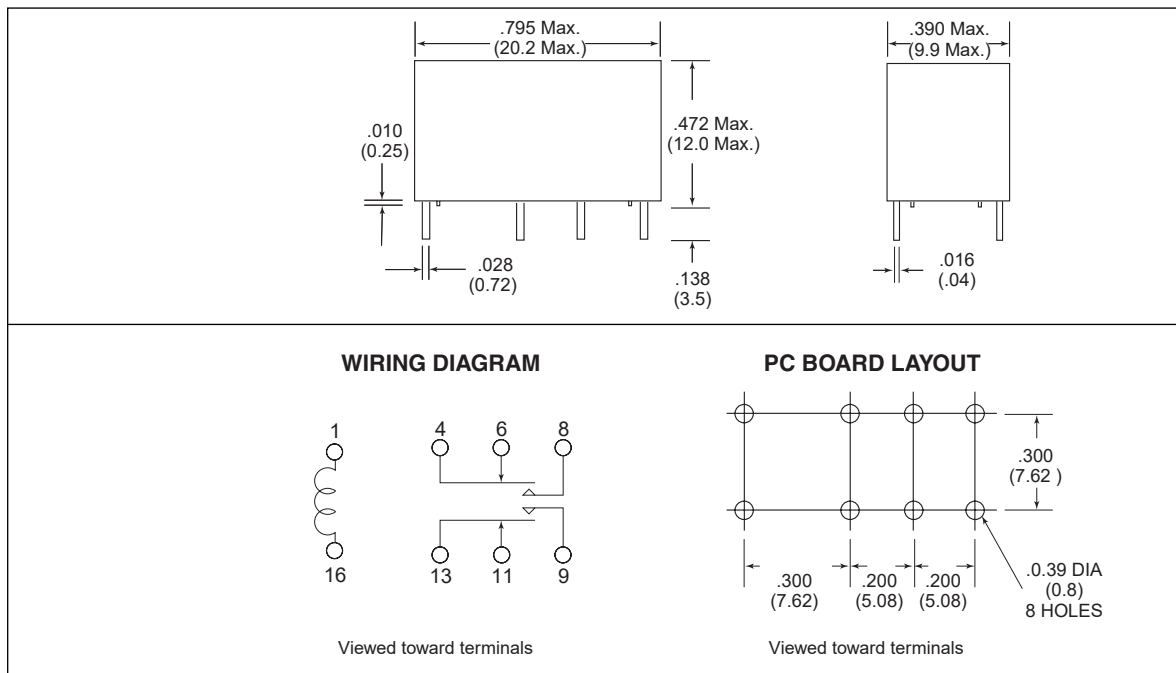 .795 Max.
(20.2 Max.)
.390 Max.
(9.9 Max.)
.472 Max.
(12.0 Max.)
.010
(0.25)
.028
(0.72)
.138
(3.5)
.016
(.04)
WIRING DIAGRAM
1
4 6 8
16
13 11 9
Viewed toward terminals
PC BOARD LAYOUT
.300
(7.62 )
.300
(7.62)
.200
(5.08)
.200
(5.08)
.0.39 DIA
(0.8)
8 HOLES
Viewed toward terminals